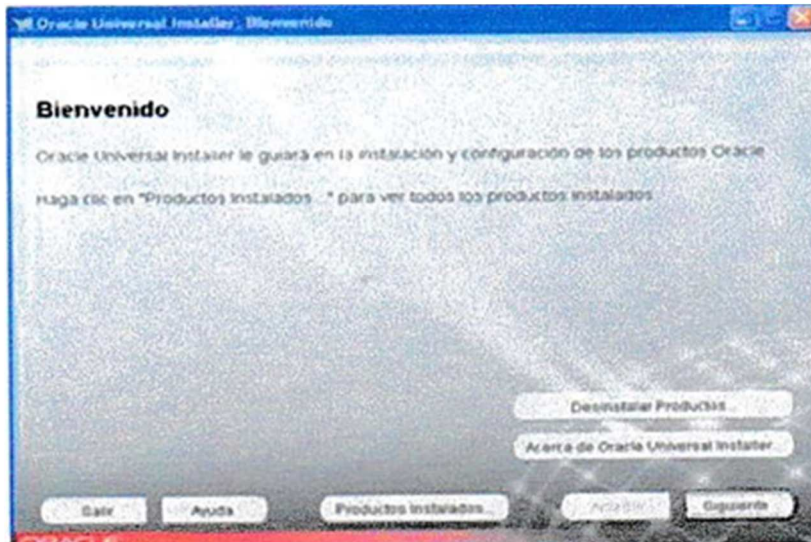 Oracle Universal Installer: Bienvenido
Bienvenido
Oracle Universal Installer le guiará en la instalación y configuración de los productos Oracle
Haga clic en "Productos Instalados..." para ver todos los productos instalados
Desinstalar Productos...
Acerca de Oracle Universal Installer...
Salir
Ayuda
Productos Instalados...
Anterior
Siguiente
ORACLE